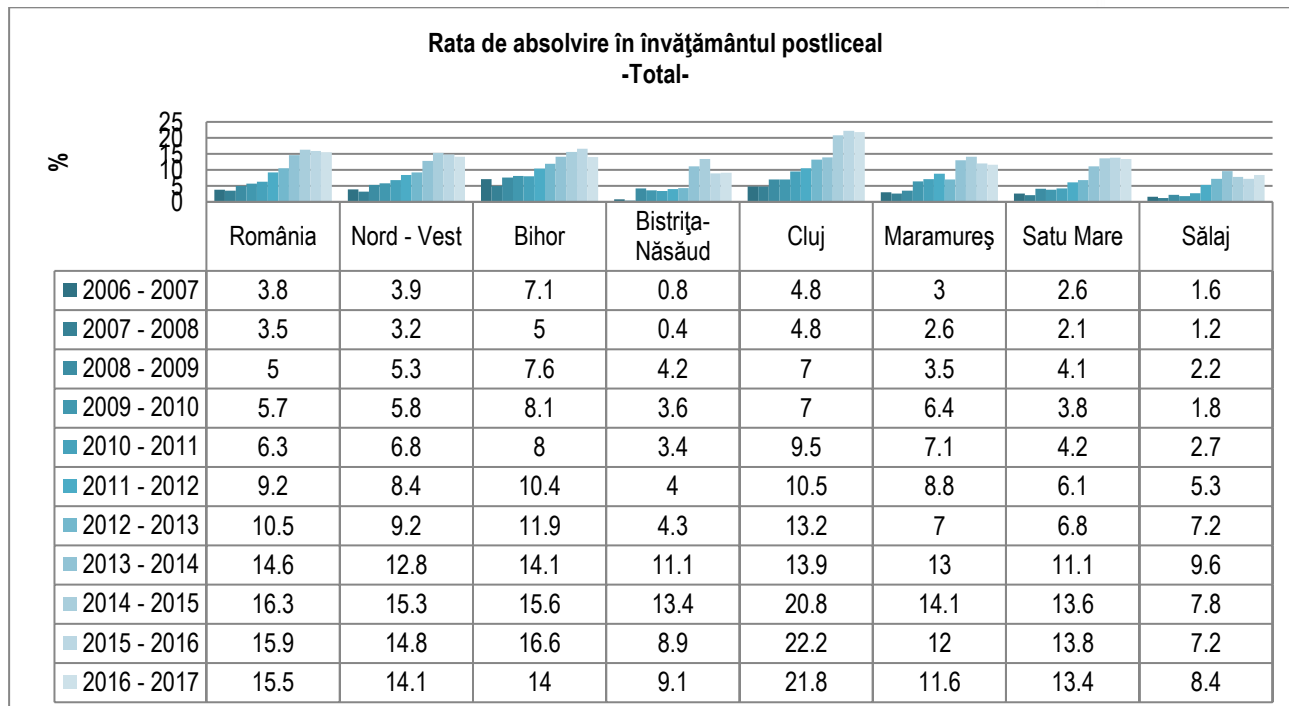 Rata de absolvire în învăţământul postliceal
-Total-
%
25
20
15
10
5
0
România Nord - Vest Bihor Bistriţa-Năsăud Cluj Maramureş Satu Mare Sălaj
2006 - 2007 3.8 3.9 7.1 0.8 4.8 3 2.6 1.6
2007 - 2008 3.5 3.2 5 0.4 4.8 2.6 2.1 1.2
2008 - 2009 5 5.3 7.6 4.2 7 3.5 4.1 2.2
2009 - 2010 5.7 5.8 8.1 3.6 7 6.4 3.8 1.8
2010 - 2011 6.3 6.8 8 3.4 9.5 7.1 4.2 2.7
2011 - 2012 9.2 8.4 10.4 4 10.5 8.8 6.1 5.3
2012 - 2013 10.5 9.2 11.9 4.3 13.2 7 6.8 7.2
2013 - 2014 14.6 12.8 14.1 11.1 13.9 13 11.1 9.6
2014 - 2015 16.3 15.3 15.6 13.4 20.8 14.1 13.6 7.8
2015 - 2016 15.9 14.8 16.6 8.9 22.2 12 13.8 7.2
2016 - 2017 15.5 14.1 14 9.1 21.8 11.6 13.4 8.4